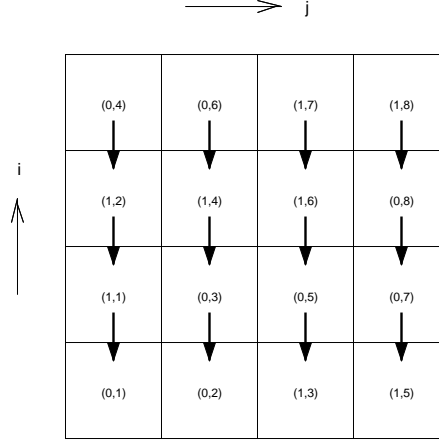 j
(0,4) (0,6) (1,7) (1,8)
i
(1,2) (1,4) (1,6) (0,8)
(1,1) (0,3) (0,5) (0,7)
(0,1) (0,2) (1,3) (1,5)